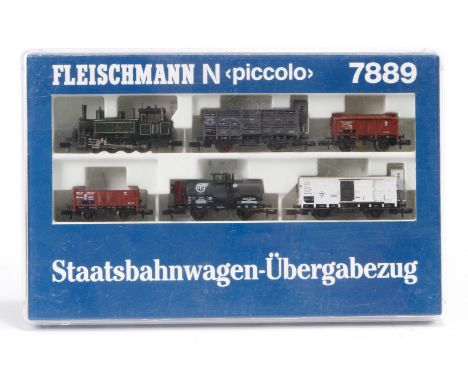 FLEISCHMANN N ‹piccolo› 7889
Staatsbahnwagen-Übergabezug